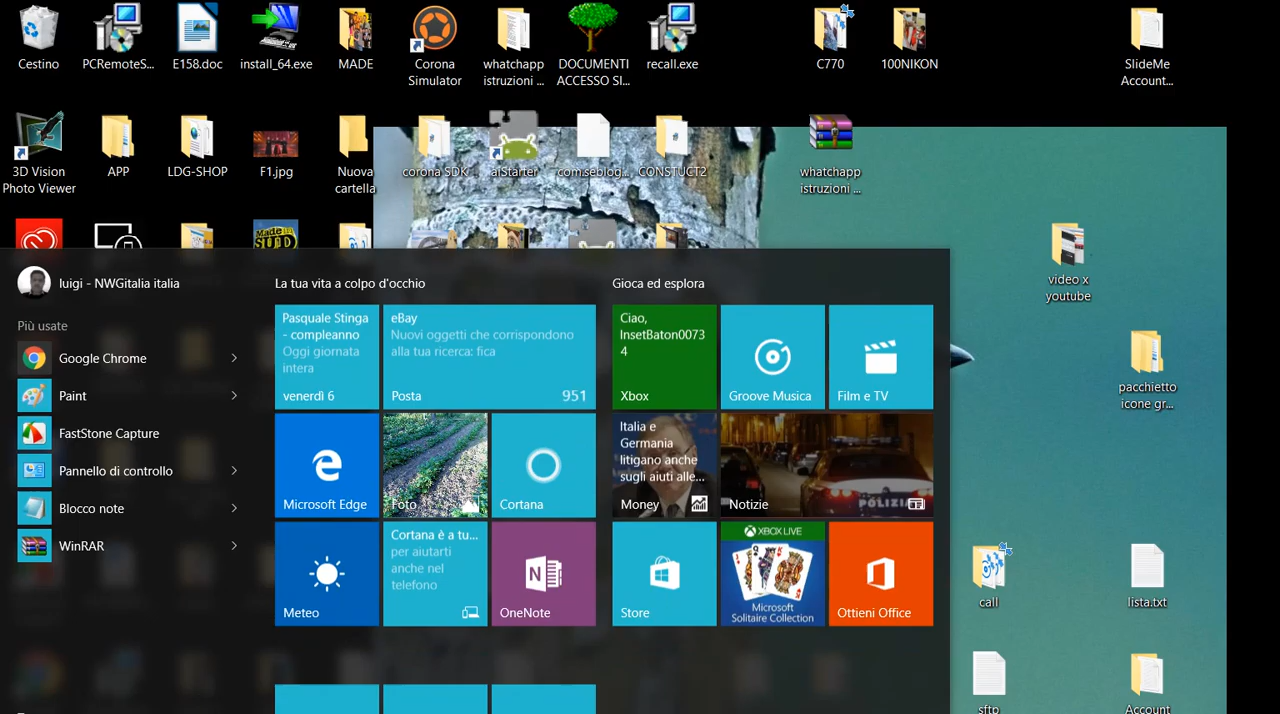 Cestino
PCRemoteS...
E158.doc
install_64.exe
MADE
Corona
Simulator
whatchapp
istruzioni ...
DOCUMENTI
ACCESSO SI...
recall.exe
C770
100NIKON
SlideMe
Account...
3D Vision
Photo Viewer
APP
LDG-SHOP
F1.jpg
Nuova
cartella
corona SDK
aiStarter
com.seblog...
CONSTUCT2
whatchapp
istruzioni ...
video x
youtube
pacchetto
icone gr...
call
lista.txt
sftp
Account
luigi - NWGitalia italia
Più usate
Google Chrome
Paint
FastStone Capture
Pannello di controllo
Blocco note
WinRAR
La tua vita a colpo d'occhio
Pasquale Stinga
- compleanno
Oggi giornata
intera
venerdì 6
eBay
Nuovi oggetti che corrispondono
alla tua ricerca: fica
Posta
951
Microsoft Edge
Foto
Cortana
Meteo
Cortana è a tu...
per aiutarti
anche nel
telefono
N
OneNote
Gioca ed esplora
Ciao,
InsetBaton0073
4
Xbox
Groove Musica
Film e TV
Italia e
Germania
litigano anche
sugli aiuti alle...
Money
POLIZIA
Notizie
Store
XBOX LIVE
Microsoft
Solitaire Collection
Ottieni Office